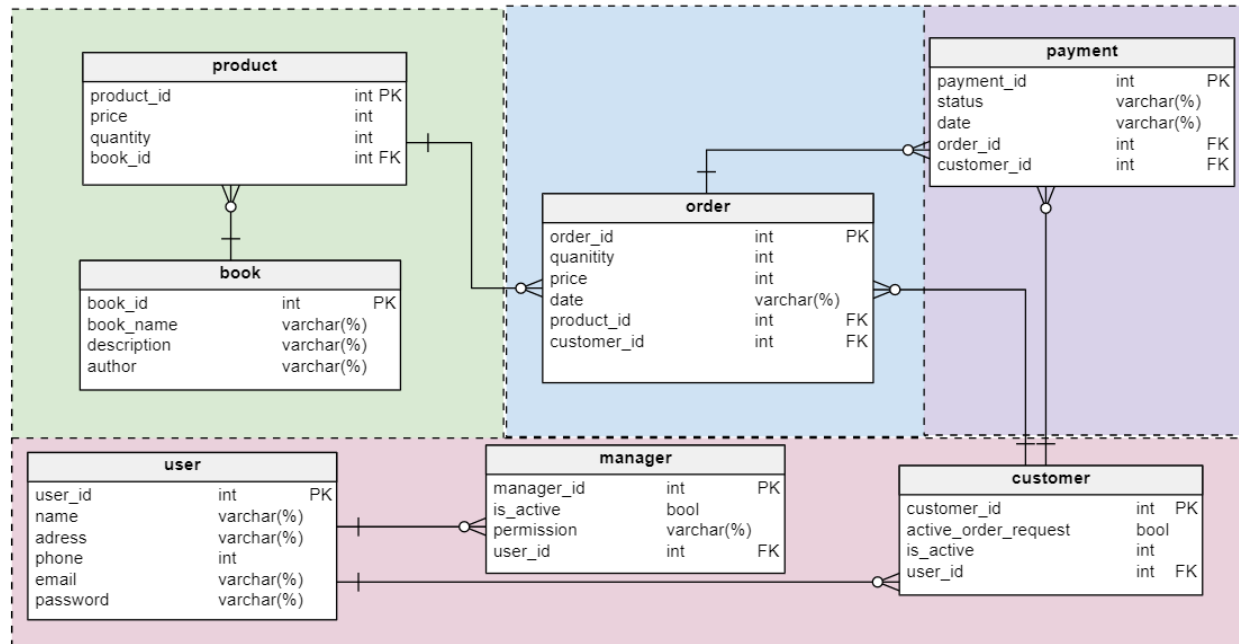 product
product_id int PK
price int
quantity int
book_id int FK
book
book_id int PK
book_name varchar(%)
description varchar(%)
author varchar(%)
order
order_id int PK
quanitity int
price int
date varchar(%)
product_id int FK
customer_id int FK
payment
payment_id int PK
status varchar(%)
date varchar(%)
order_id int FK
customer_id int FK
user
user_id int PK
name varchar(%)
adress varchar(%)
phone int
email varchar(%)
password varchar(%)
manager
manager_id int PK
is_active bool
permission varchar(%)
user_id int FK
customer
customer_id int PK
active_order_request bool
is_active int
user_id int FK